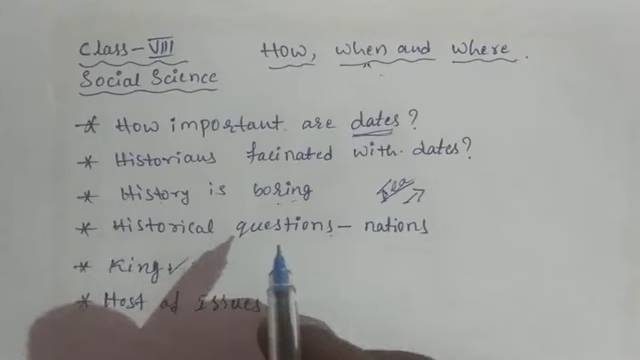 Class-VIII How, when and where.
Social Science
* How important are dates?
* Historians facinated with dates?
* History is boring Tea
* Historical questions - nations
* King ✓
* Host of Issues